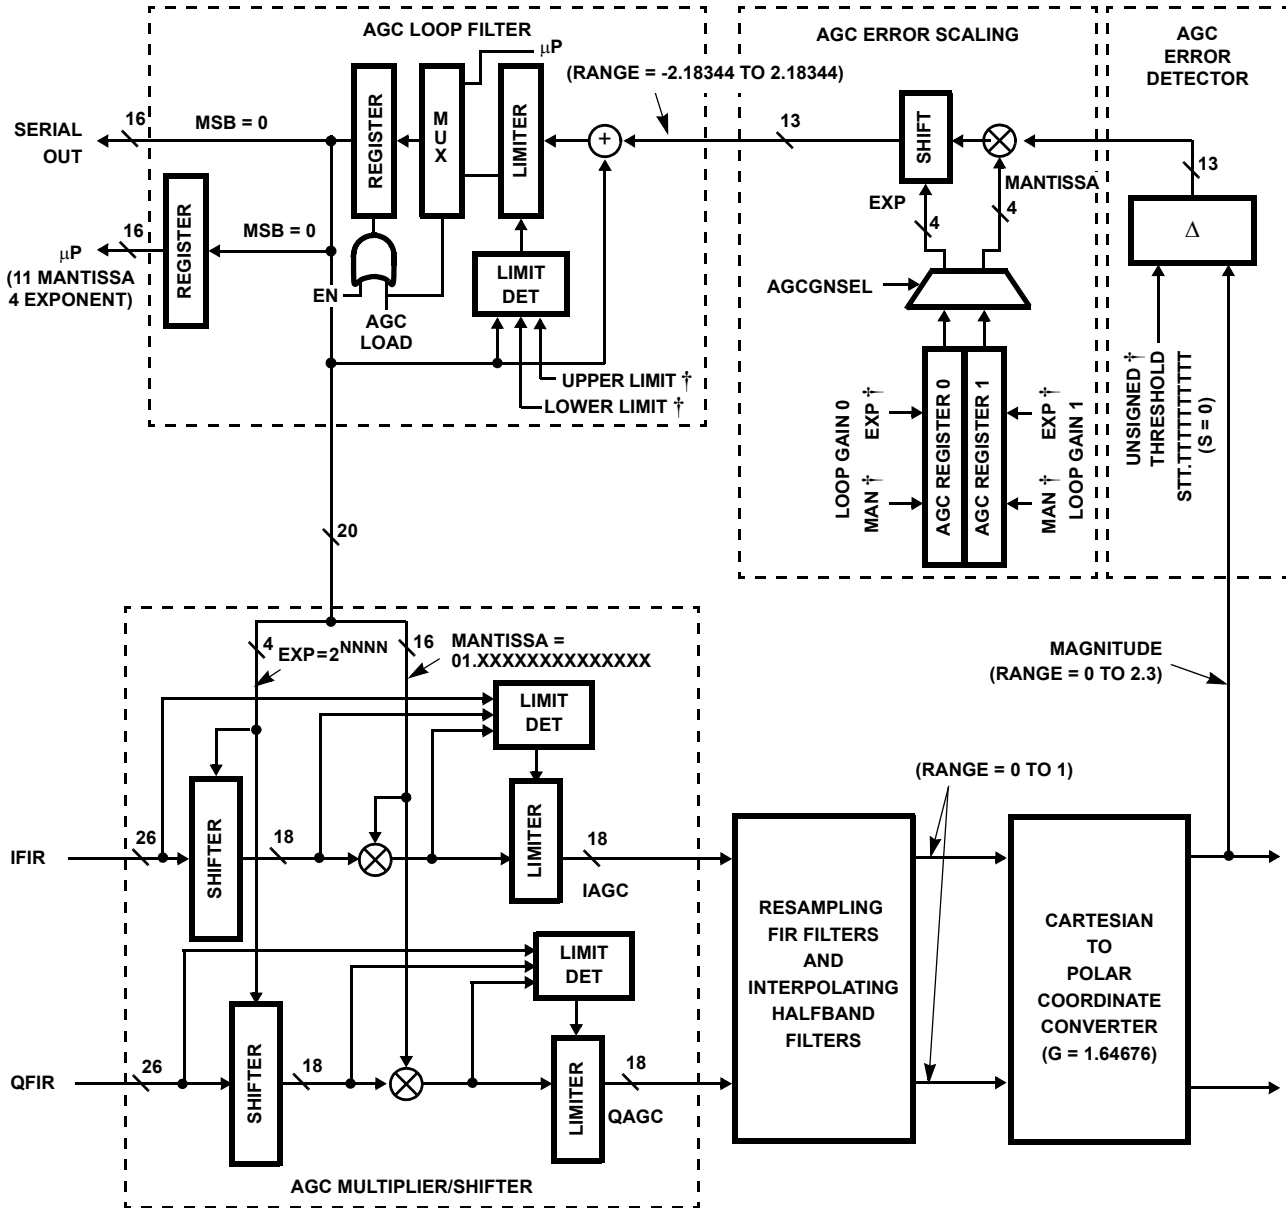 AGC LOOP FILTER
μP
REGISTER
MUX
LIMITER
(RANGE = -2.18344 TO 2.18344)
+
13
SERIAL
OUT
16
MSB = 0
μP
(11 MANTISSA
4 EXPONENT)
16
REGISTER
MSB = 0
EN
AGC
LOAD
LIMIT
DET
UPPER LIMIT †
LOWER LIMIT †
20
AGC ERROR SCALING
SHIFT
EXP
4
MANTISSA
4
AGCGNSEL
AGC REGISTER 0
AGC REGISTER 1
LOOP GAIN 0
MAN †
EXP †
MAN †
EXP †
LOOP GAIN 1
AGC
ERROR
DETECTOR
13
Δ
UNSIGNED †
THRESHOLD
STT.TTTTTTTTTT
(S = 0)
MAGNITUDE
(RANGE = 0 TO 2.3)
4
EXP=2NNNN
16
MANTISSA =
01.XXXXXXXXXXXXXX
LIMIT
DET
IFIR
26
SHIFTER
18
LIMITER
18
IAGC
LIMIT
DET
QFIR
26
SHIFTER
18
LIMITER
18
QAGC
AGC MULTIPLIER/SHIFTER
RESAMPLING
FIR FILTERS
AND
INTERPOLATING
HALFBAND
FILTERS
(RANGE = 0 TO 1)
CARTESIAN
TO
POLAR
COORDINATE
CONVERTER
(G = 1.64676)